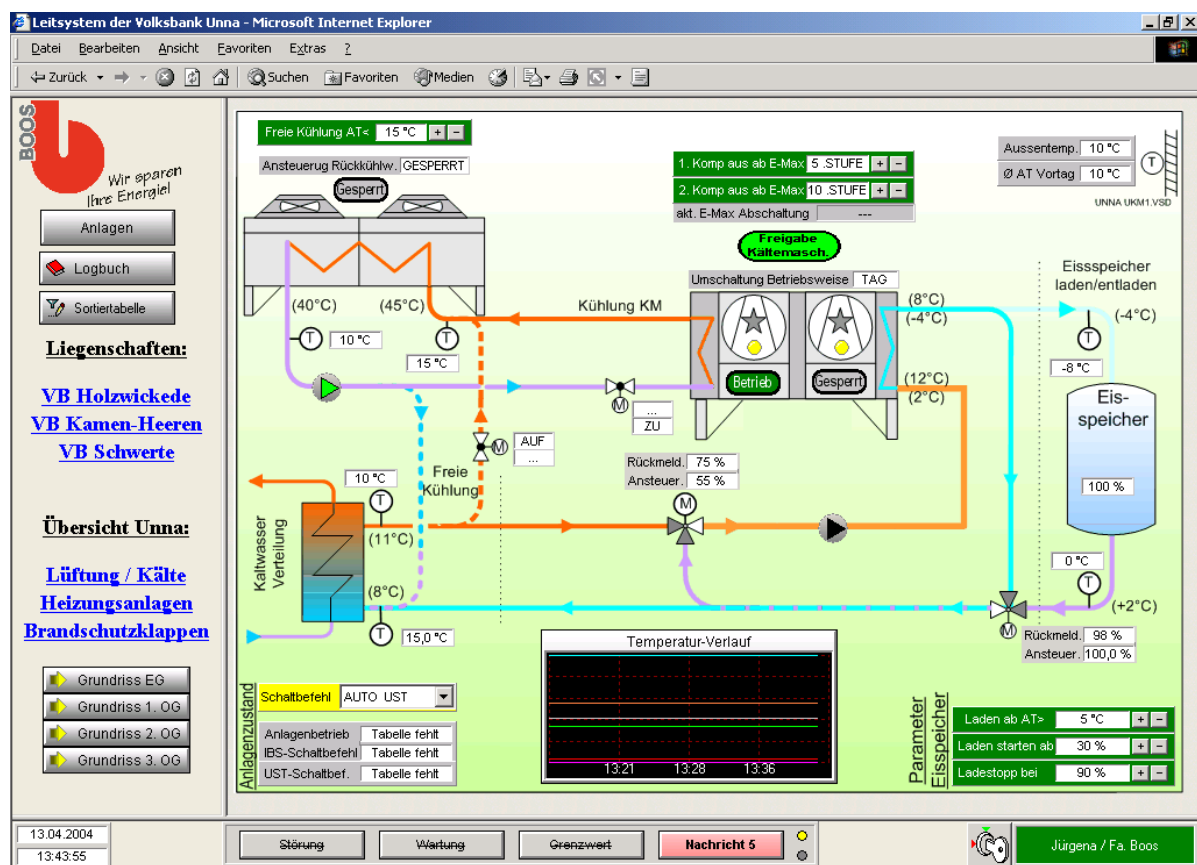 Leitsystem der Volksbank Unna - Microsoft Internet Explorer
Datei Bearbeiten Ansicht Favoriten Extras ?
Zurück Suchen Favoriten Medien
BOOS
Wir sparen
Ihre Energie!
Anlagen
Logbuch
Sortiertabelle
Liegenschaften:
VB Holzwickede
VB Kamen-Heeren
VB Schwerte
Übersicht Unna:
Lüftung / Kälte
Heizungsanlagen
Brandschutzklappen
Grundriss EG
Grundriss 1. OG
Grundriss 2. OG
Grundriss 3. OG
Freie Kühlung AT< 15 °C + -
Ansteuerug Rückkühlw. GESPERRT
Gesperrt
1. Komp aus ab E-Max 5 .STUFE + -
2. Komp aus ab E-Max 10 .STUFE + -
akt. E-Max Abschaltung ---
Freigabe
Kältemasch.
Umschaltung Betriebsweise TAG
Aussentemp. 10 °C
Ø AT Vortag 10 °C
T
UNNA UKM1.VSD
Eissspeicher
laden/entladen
(40°C) (45°C) Kühlung KM
(8°C)
(-4°C)
(-4°C)
T 10 °C
T
15 °C
T
-8 °C
Betrieb Gesperrt
(12°C)
(2°C)
M
...
ZU
Eis-
speicher
100 %
M
AUF
...
Freie
Kühlung
Rückmeld. 75 %
Ansteuer. 55 %
M
10 °C
T
(11°C)
Kaltwasser
Verteilung
(8°C)
T 15,0 °C
0 °C
T
(+2°C)
M
Rückmeld. 98 %
Ansteuer. 100,0 %
Temperatur-Verlauf
13:21 13:28 13:36
Anlagenzustand
Schaltbefehl AUTO UST
Anlagenbetrieb Tabelle fehlt
IBS-Schaltbefehl Tabelle fehlt
UST-Schaltbef. Tabelle fehlt
Parameter
Eisspeicher
Laden ab AT> 5 °C + -
Laden starten ab 30 % + -
Ladestopp bei 90 % + -
13.04.2004
13:43:55
Störung Wartung Grenzwert Nachricht 5
Jürgena / Fa. Boos